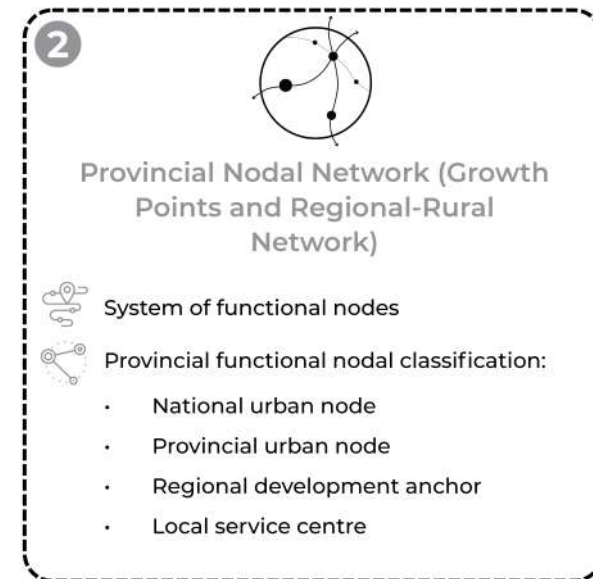 2
Provincial Nodal Network (Growth
Points and Regional-Rural
Network)
System of functional nodes
Provincial functional nodal classification:
• National urban node
• Provincial urban node
• Regional development anchor
• Local service centre